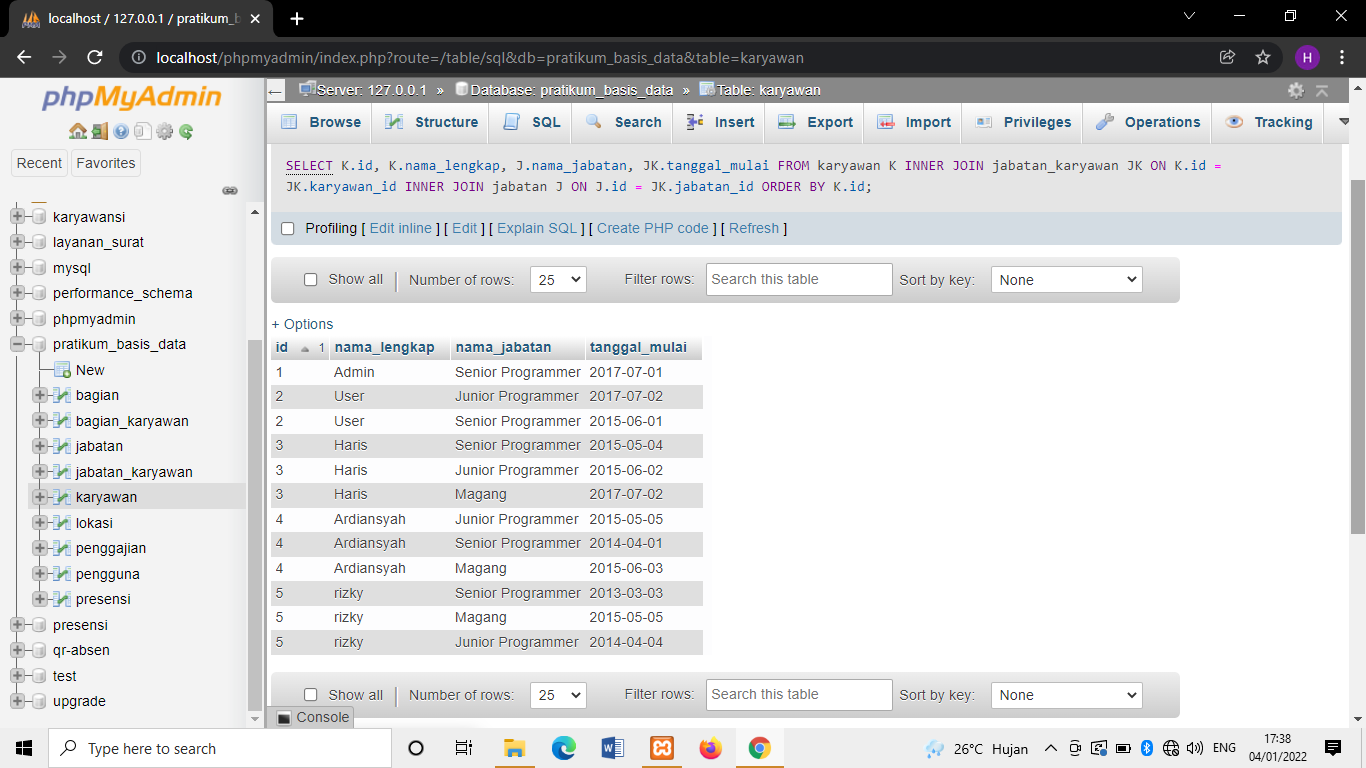 localhost / 127.0.0.1 / pratikum_b
localhost/phpmyadmin/index.php?route=/table/sql&db=pratikum_basis_data&table=karyawan
H
phpMyAdmin
Recent Favorites
karyawansi
layanan_surat
mysql
performance_schema
phpmyadmin
pratikum_basis_data
New
bagian
bagian_karyawan
jabatan
jabatan_karyawan
karyawan
lokasi
penggajian
pengguna
presensi
presensi
qr-absen
test
upgrade
Server: 127.0.0.1 » Database: pratikum_basis_data » Table: karyawan
Browse Structure SQL Search Insert Export Import Privileges Operations Tracking
SELECT K.id, K.nama_lengkap, J.nama_jabatan, JK.tanggal_mulai FROM karyawan K INNER JOIN jabatan_karyawan JK ON K.id =
JK.karyawan_id INNER JOIN jabatan J ON J.id = JK.jabatan_id ORDER BY K.id;
Profiling [ Edit inline ] [ Edit ] [ Explain SQL ] [ Create PHP code ] [ Refresh ]
Show all | Number of rows: 25 Filter rows: Search this table Sort by key: None
+ Options
id 1 nama_lengkap nama_jabatan tanggal_mulai
1 Admin Senior Programmer 2017-07-01
2 User Junior Programmer 2017-07-02
2 User Senior Programmer 2015-06-01
3 Haris Senior Programmer 2015-05-04
3 Haris Junior Programmer 2015-06-02
3 Haris Magang 2017-07-02
4 Ardiansyah Junior Programmer 2015-05-05
4 Ardiansyah Senior Programmer 2014-04-01
4 Ardiansyah Magang 2015-06-03
5 rizky Senior Programmer 2013-03-03
5 rizky Magang 2015-05-05
5 rizky Junior Programmer 2014-04-04
Show all | Number of rows: 25 Filter rows: Search this table Sort by key: None
Console
Type here to search
26°C Hujan
ENG
17:38
04/01/2022